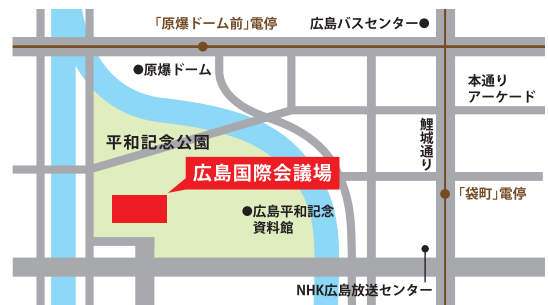 「原爆ドーム前」電停
広島バスセンター●
●原爆ドーム
本通り
アーケード
鯉城通り
平和記念公園
広島国際会議場
「袋町」電停
●広島平和記念
資料館
NHK広島放送センター